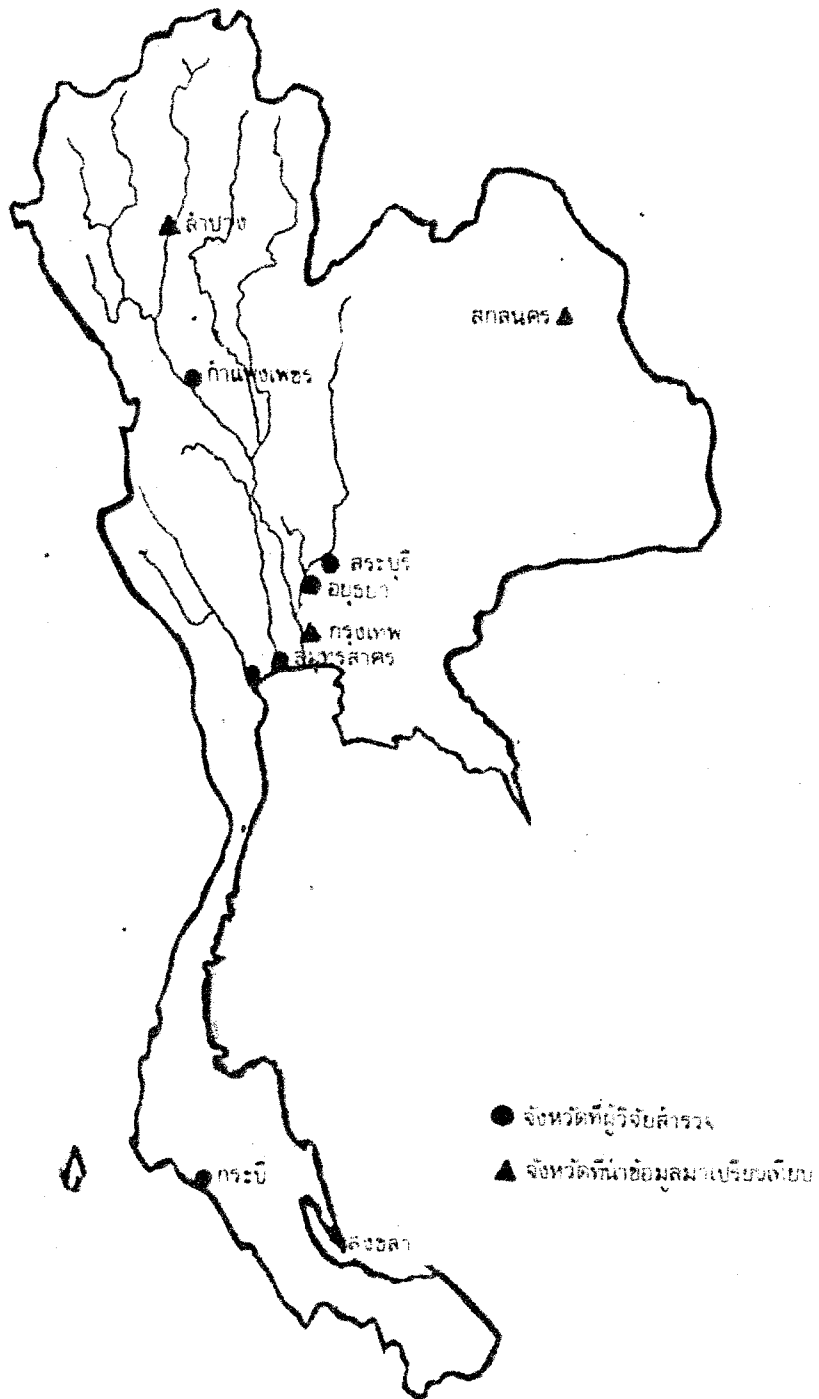 ลำปาง
สกลนคร
กำแพงเพชร
สระบุรี
อยุธยา
กรุงเทพ
สมุทรสาคร
จังหวัดที่ผู้วิจัยสำรวจ
กระบี่
จังหวัดที่นำข้อมูลมาเปรียบเทียบ
สงขลา